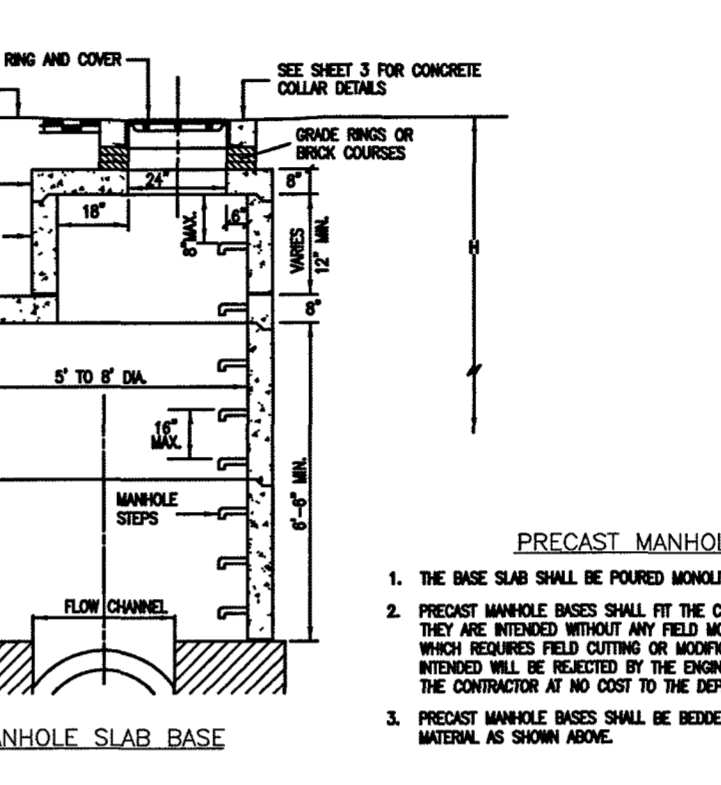 RING AND COVER
SEE SHEET 3 FOR CONCRETE
COLLAR DETAILS
GRADE RINGS OR
BRICK COURSES
24"
8"
18"
8"MAX.
6"
VARIES
12" MIN.
H
8"
5' TO 8' DIA.
16"
MAX.
6'-6" MIN.
MANHOLE
STEPS
FLOW CHANNEL
ANHOLE SLAB BASE
PRECAST MANHOL
1. THE BASE SLAB SHALL BE POURED MONOLI
2. PRECAST MANHOLE BASES SHALL FIT THE C
THEY ARE INTENDED WITHOUT ANY FIELD MO
WHICH REQUIRES FIELD CUTTING OR MODIFIC
INTENDED WILL BE REJECTED BY THE ENGIN
THE CONTRACTOR AT NO COST TO THE DEP
3. PRECAST MANHOLE BASES SHALL BE BEDDE
MATERIAL AS SHOWN ABOVE.